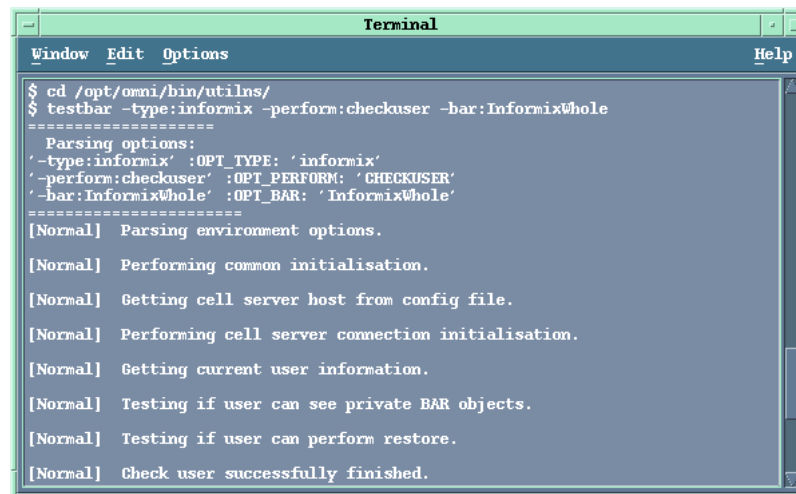 Terminal
Window Edit Options Help
$ cd /opt/omni/bin/utilns/
$ testbar -type:informix -perform:checkuser -bar:InformixWhole
====================
Parsing options:
'-type:informix' :OPT_TYPE: 'informix'
'-perform:checkuser' :OPT_PERFORM: 'CHECKUSER'
'-bar:InformixWhole' :OPT_BAR: 'InformixWhole'
=======================
[Normal] Parsing environment options.
[Normal] Performing common initialisation.
[Normal] Getting cell server host from config file.
[Normal] Performing cell server connection initialisation.
[Normal] Getting current user information.
[Normal] Testing if user can see private BAR objects.
[Normal] Testing if user can perform restore.
[Normal] Check user successfully finished.